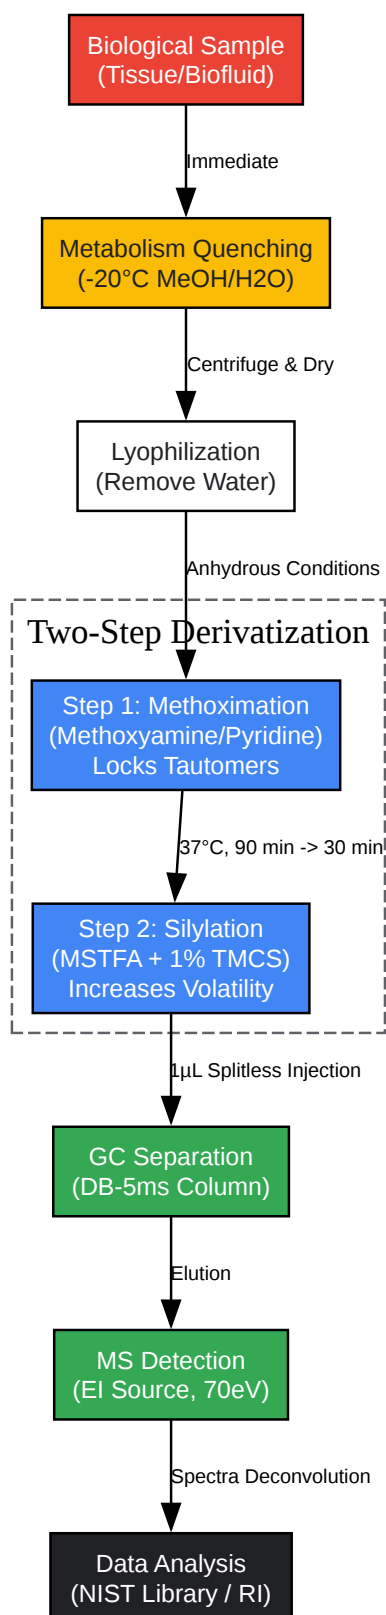 Biological Sample
(Tissue/Biofluid)
Immediate
Metabolism Quenching
(-20°C MeOH/H2O)
Centrifuge & Dry
Lyophilization
(Remove Water)
Anhydrous Conditions
Two-Step Derivatization
Step 1: Methoximation
(Methoxyamine/Pyridine)
Locks Tautomers
37°C, 90 min -> 30 min
Step 2: Silylation
(MSTFA + 1% TMCS)
Increases Volatility
1µL Splitless Injection
GC Separation
(DB-5ms Column)
Elution
MS Detection
(EI Source, 70eV)
Spectra Deconvolution
Data Analysis
(NIST Library / RI)